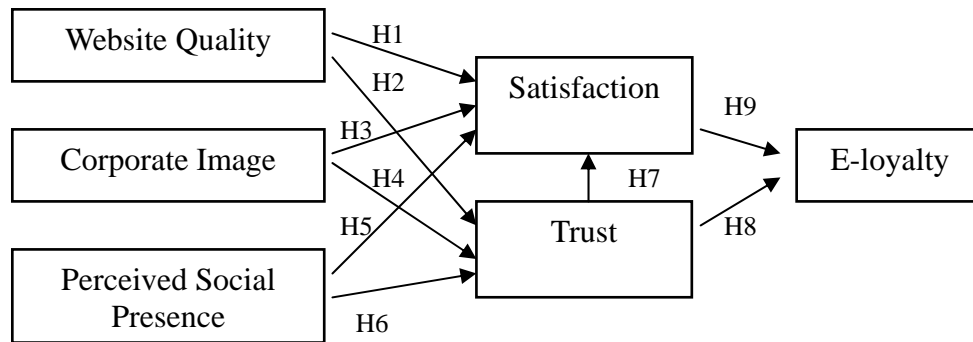 Website Quality
H1
H2
Satisfaction
H9
H3
Corporate Image
H4
H7
E-loyalty
H5
Trust
H8
Perceived Social
Presence
H6